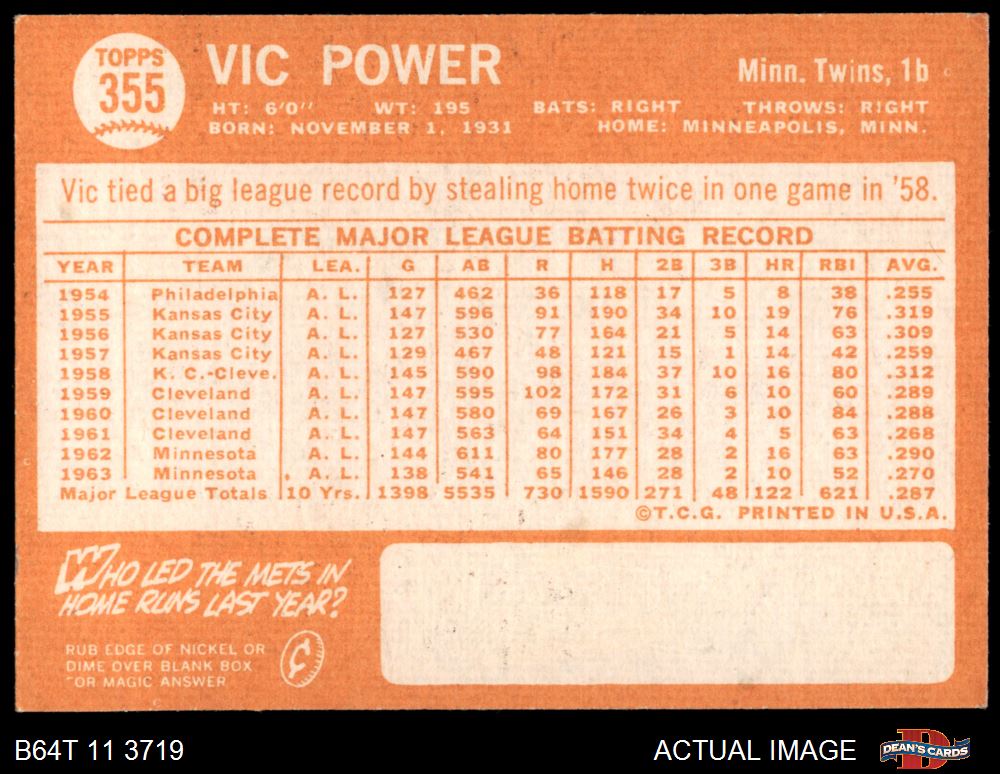 TOPPS
355
VIC POWER
Minn. Twins, 1b
HT: 6'0" WT: 195 BATS: RIGHT THROWS: RIGHT
BORN: NOVEMBER 1, 1931 HOME: MINNEAPOLIS, MINN.
Vic tied a big league record by stealing home twice in one game in '58.
COMPLETE MAJOR LEAGUE BATTING RECORD
YEAR TEAM LEA. G AB R H 2B 3B HR RBI AVG.
1954 Philadelphia A. L. 127 462 36 118 17 5 8 38 .255
1955 Kansas City A. L. 147 596 91 190 34 10 19 76 .319
1956 Kansas City A. L. 127 530 77 164 21 5 14 63 .309
1957 Kansas City A. L. 129 467 48 121 15 1 14 42 .259
1958 K. C.-Cleve. A. L. 145 590 98 184 37 10 16 80 .312
1959 Cleveland A. L. 147 595 102 172 31 6 10 60 .289
1960 Cleveland A. L. 147 580 69 167 26 3 10 84 .288
1961 Cleveland A. L. 147 563 64 151 34 4 5 63 .268
1962 Minnesota A. L. 144 611 80 177 28 2 16 63 .290
1963 Minnesota A. L. 138 541 65 146 28 2 10 52 .270
Major League Totals 10 Yrs. 1398 5535 730 1590 271 48 122 621 .287
©T.C.G. PRINTED IN U.S.A.
WHO LED THE METS IN
HOME RUNS LAST YEAR?
RUB EDGE OF NICKEL OR
DIME OVER BLANK BOX
FOR MAGIC ANSWER
B64T 11 3719
ACTUAL IMAGE
DEAN'S CARDS